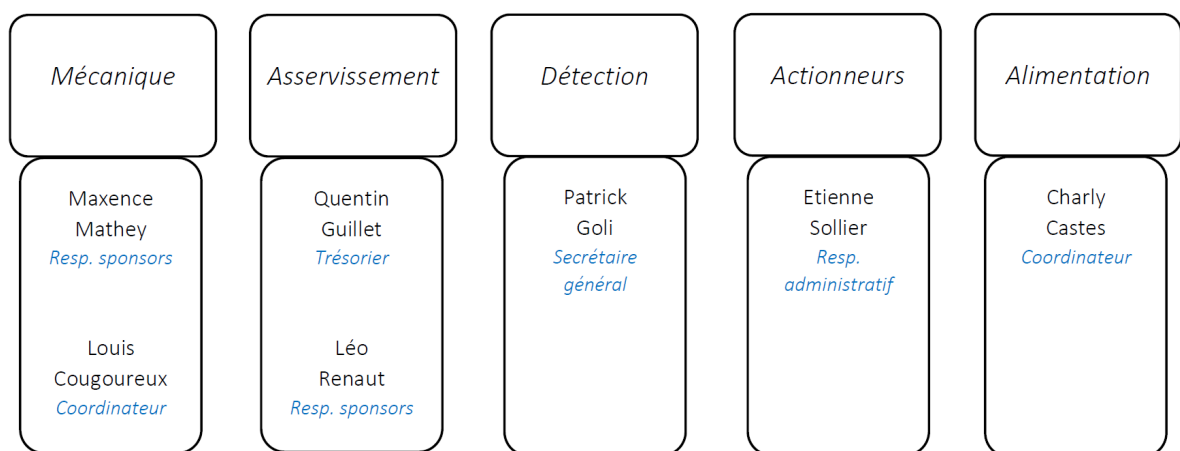 Mécanique
Maxence
Mathey
Resp. sponsors
Louis
Cougoureux
Coordinateur
Asservissement
Quentin
Guillet
Trésorier
Léo
Renaut
Resp. sponsors
Détection
Patrick
Goli
Secrétaire
général
Actionneurs
Etienne
Sollier
Resp.
administratif
Alimentation
Charly
Castes
Coordinateur